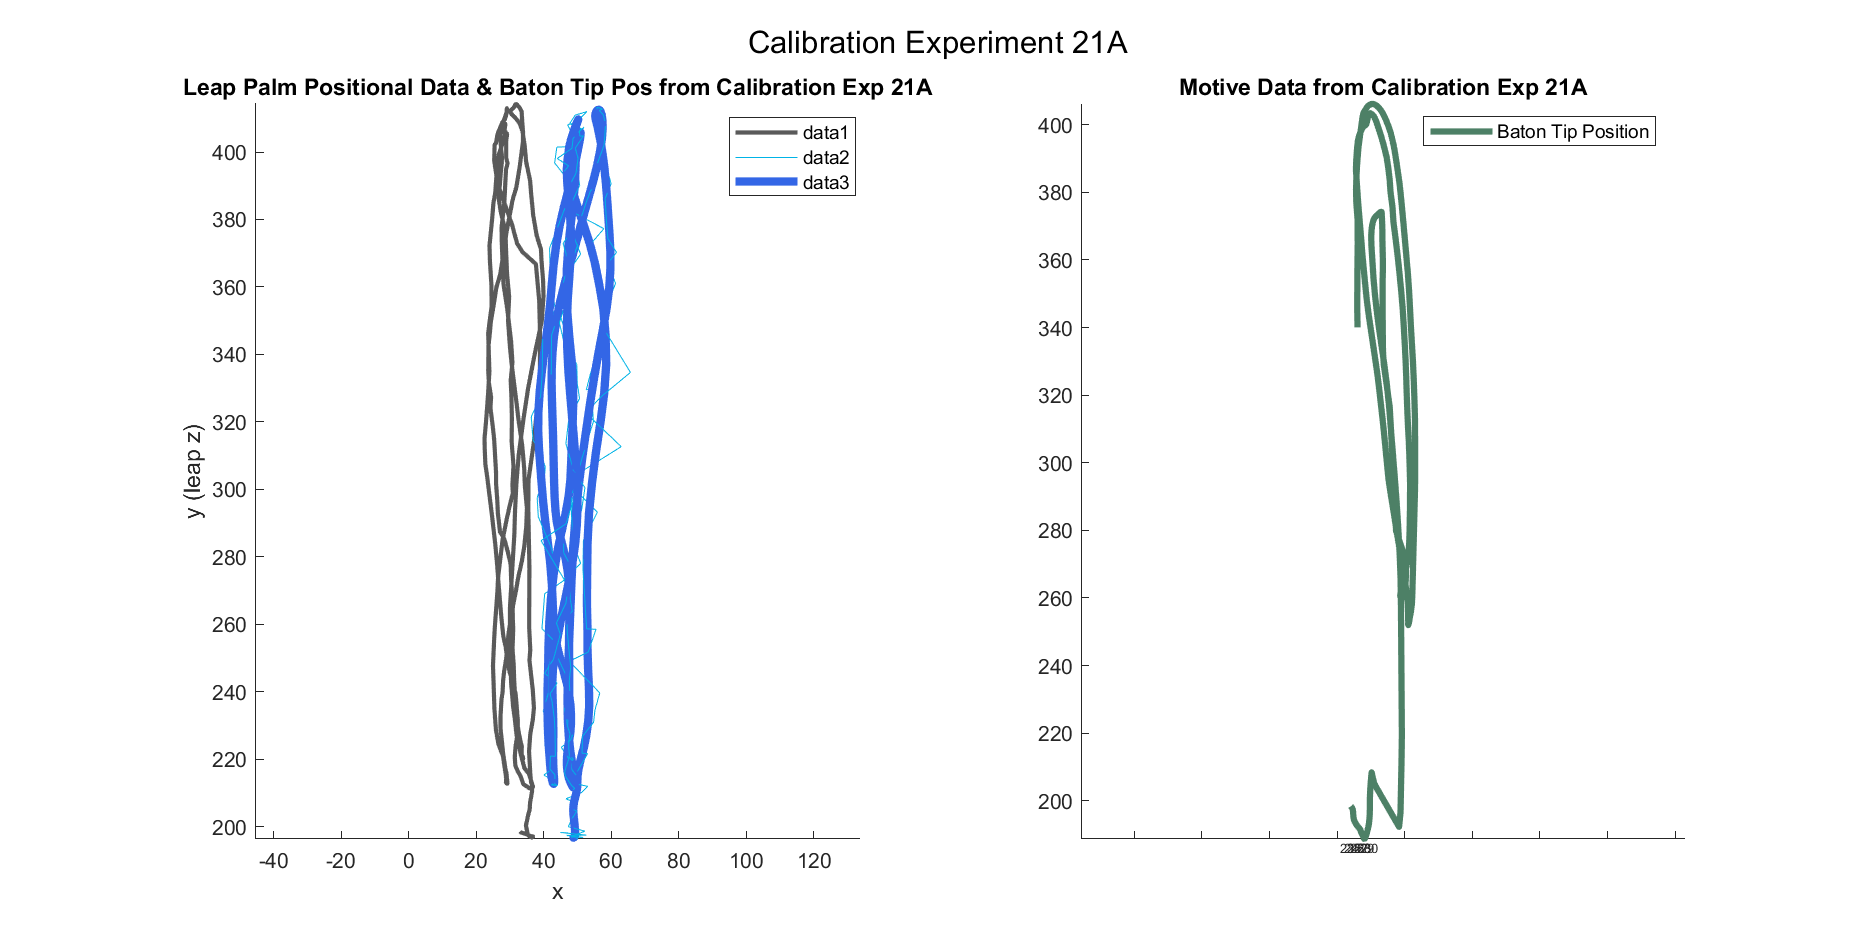 Calibration Experiment 21A
Leap Palm Positional Data & Baton Tip Pos from Calibration Exp 21A
data1
data2
data3
400
380
360
340
320
300
280
260
240
220
200
y (leap z)
-40 -20 0 20 40 60 80 100 120
x
Motive Data from Calibration Exp 21A
Baton Tip Position
400
380
360
340
320
300
280
260
240
220
200